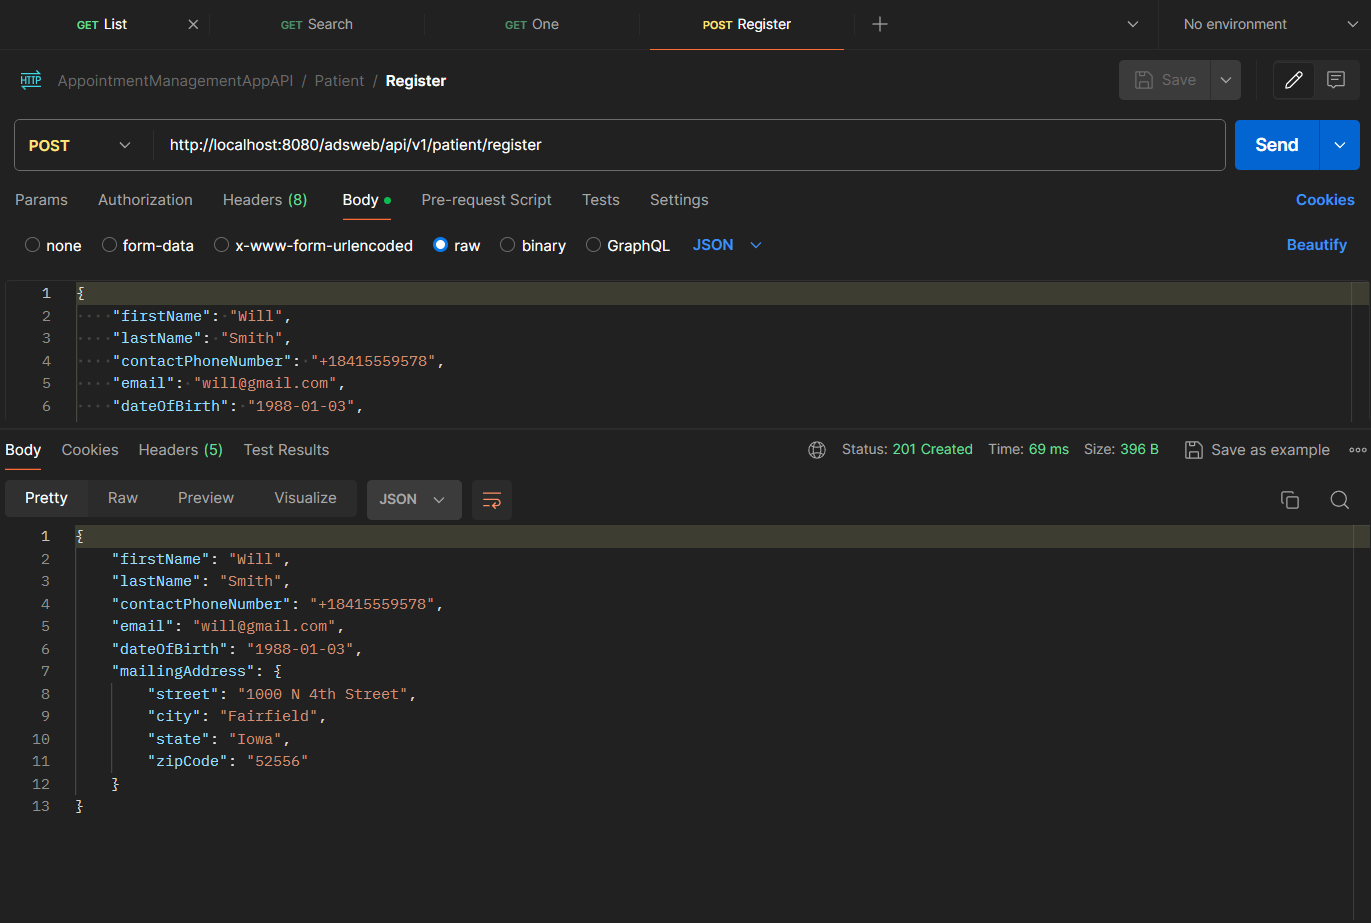 GET List GET Search GET One POST Register No environment
HTTP AppointmentManagementAppAPI / Patient / Register Save
POST http://localhost:8080/adsweb/api/v1/patient/register Send
Params Authorization Headers (8) Body Pre-request Script Tests Settings Cookies
none form-data x-www-form-urlencoded raw binary GraphQL JSON Beautify
1 {
2 "firstName": "Will",
3 "lastName": "Smith",
4 "contactPhoneNumber": "+18415559578",
5 "email": "will@gmail.com",
6 "dateOfBirth": "1988-01-03",
Body Cookies Headers (5) Test Results Status: 201 Created Time: 69 ms Size: 396 B Save as example
Pretty Raw Preview Visualize JSON
1 {
2 "firstName": "Will",
3 "lastName": "Smith",
4 "contactPhoneNumber": "+18415559578",
5 "email": "will@gmail.com",
6 "dateOfBirth": "1988-01-03",
7 "mailingAddress": {
8 "street": "1000 N 4th Street",
9 "city": "Fairfield",
10 "state": "Iowa",
11 "zipCode": "52556"
12 }
13 }